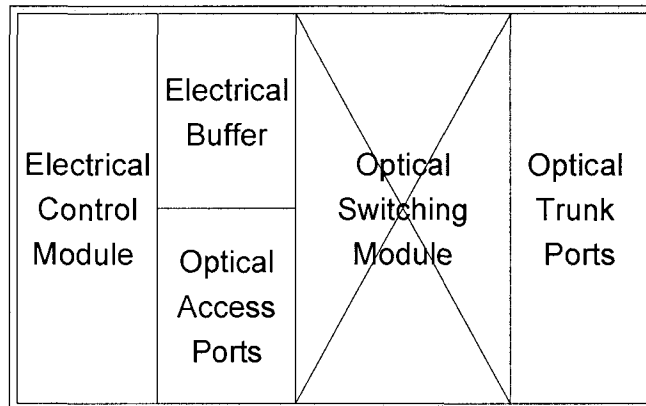 Electrical
Control
Module
Electrical
Buffer
Optical
Access
Ports
Optical
Switching
Module
Optical
Trunk
Ports